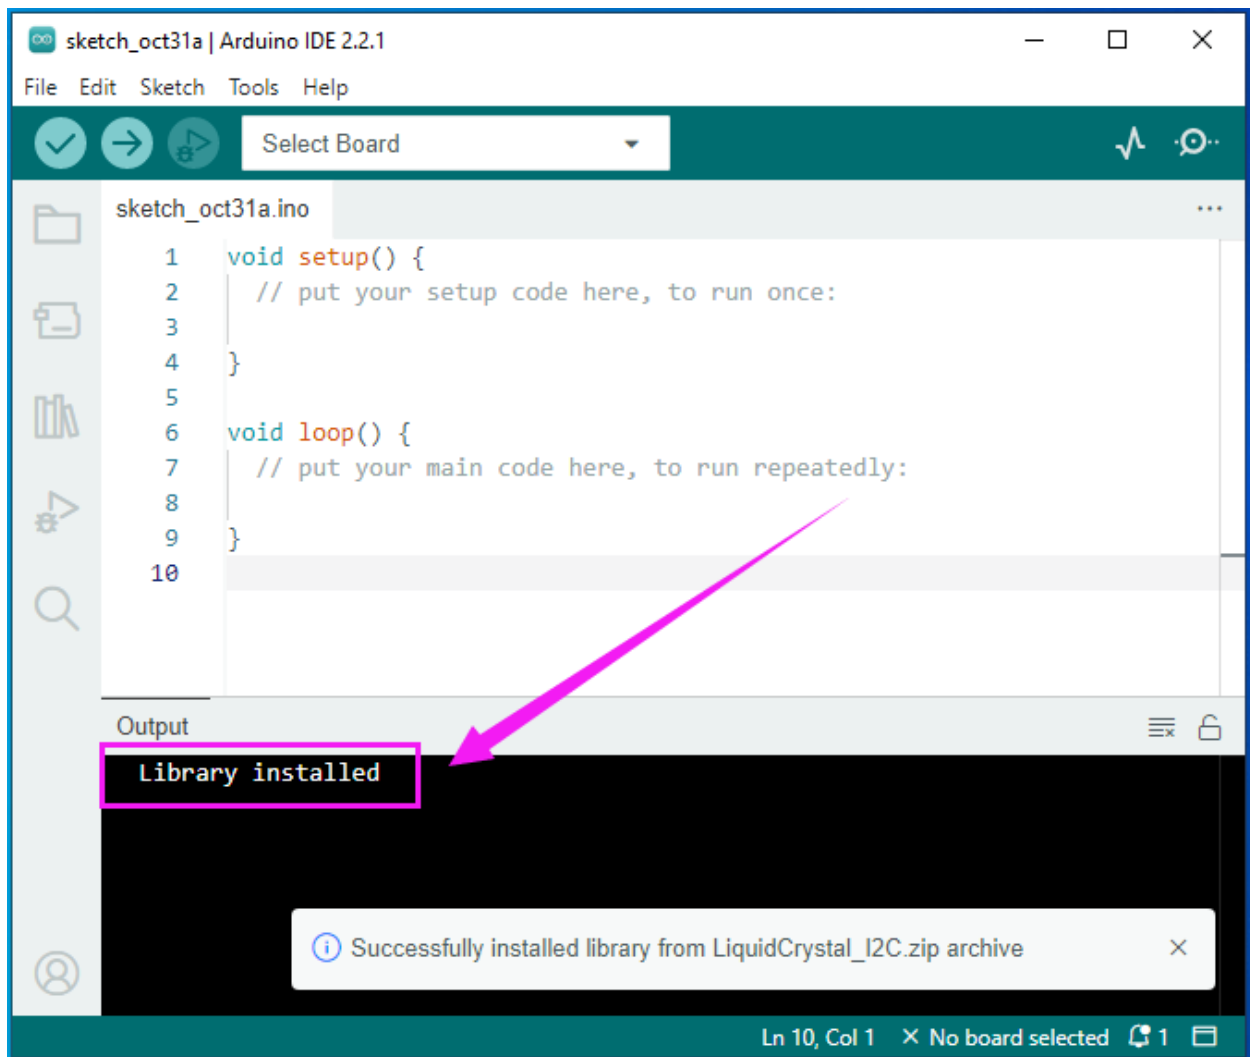 sketch_oct31a | Arduino IDE 2.2.1
File Edit Sketch Tools Help
Select Board
sketch_oct31a.ino
1 void setup() {
2 // put your setup code here, to run once:
3
4 }
5
6 void loop() {
7 // put your main code here, to run repeatedly:
8
9 }
10
Output
Library installed
Successfully installed library from LiquidCrystal_I2C.zip archive
Ln 10, Col 1 × No board selected 1